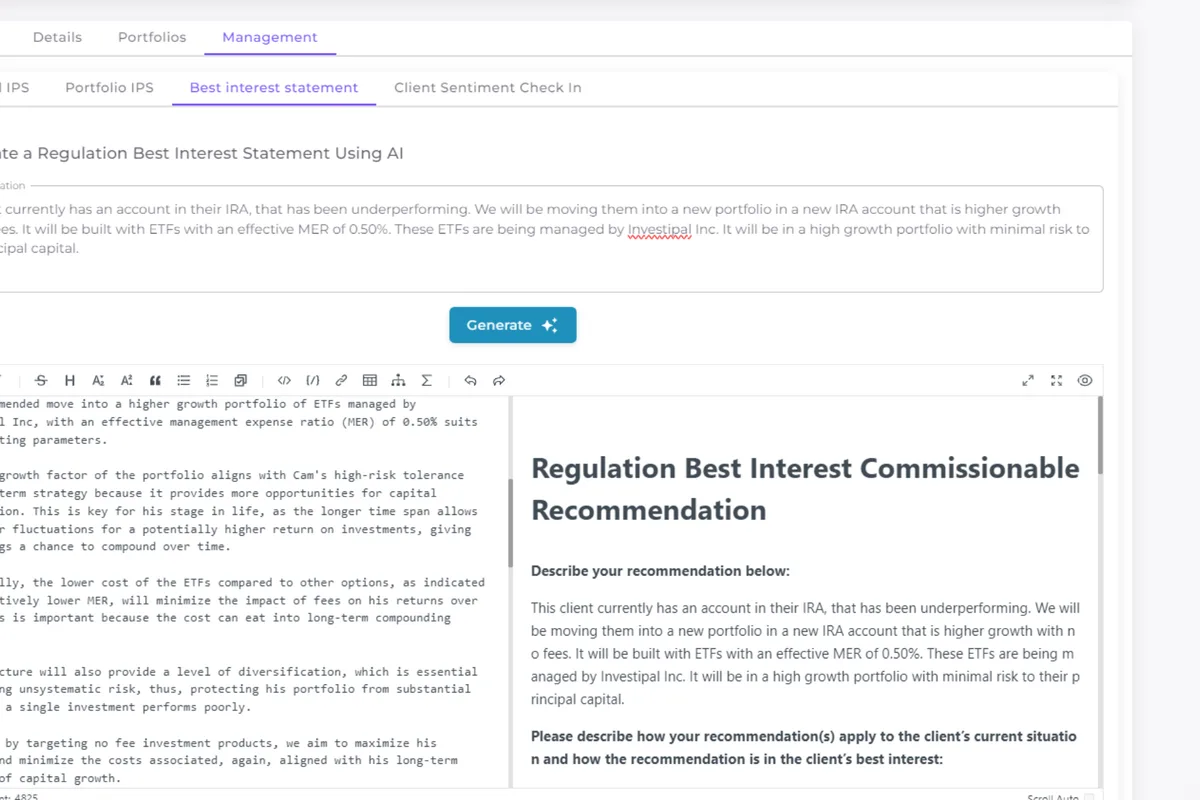 Details Portfolios Management
IPS Portfolio IPS Best interest statement Client Sentiment Check In
te a Regulation Best Interest Statement Using AI
ation
currently has an account in their IRA, that has been underperforming. We will be moving them into a new portfolio in a new IRA account that is higher growth
es. It will be built with ETFs with an effective MER of 0.50%. These ETFs are being managed by Investipal Inc. It will be in a high growth portfolio with minimal risk to
cipal capital.
Generate
mended move into a higher growth portfolio of ETFs managed by
l Inc, with an effective management expense ratio (MER) of 0.50% suits
ting parameters.
growth factor of the portfolio aligns with Cam's high-risk tolerance
term strategy because it provides more opportunities for capital
ion. This is key for his stage in life, as the longer time span allows
r fluctuations for a potentially higher return on investments, giving
gs a chance to compound over time.
lly, the lower cost of the ETFs compared to other options, as indicated
tively lower MER, will minimize the impact of fees on his returns over
s is important because the cost can eat into long-term compounding
cture will also provide a level of diversification, which is essential
ng unsystematic risk, thus, protecting his portfolio from substantial
a single investment performs poorly.
by targeting no fee investment products, we aim to maximize his
nd minimize the costs associated, again, aligned with his long-term
of capital growth.
nt: 4825
Regulation Best Interest Commissionable
Recommendation
Describe your recommendation below:
This client currently has an account in their IRA, that has been underperforming. We will
be moving them into a new portfolio in a new IRA account that is higher growth with n
o fees. It will be built with ETFs with an effective MER of 0.50%. These ETFs are being m
anaged by Investipal Inc. It will be in a high growth portfolio with minimal risk to their p
rincipal capital.
Please describe how your recommendation(s) apply to the client's current situatio
n and how the recommendation is in the client's best interest:
Scroll Auto